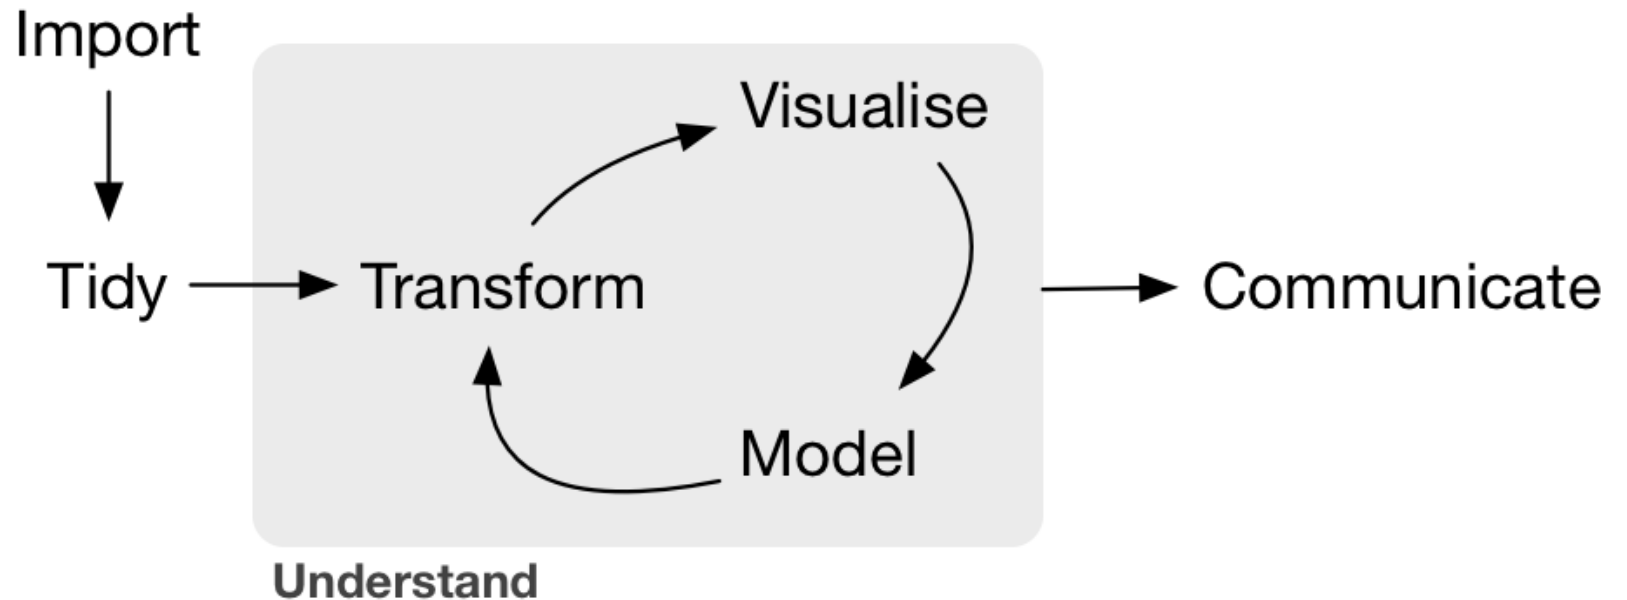 Import
Visualise
Tidy
Transform
Communicate
Model
Understand